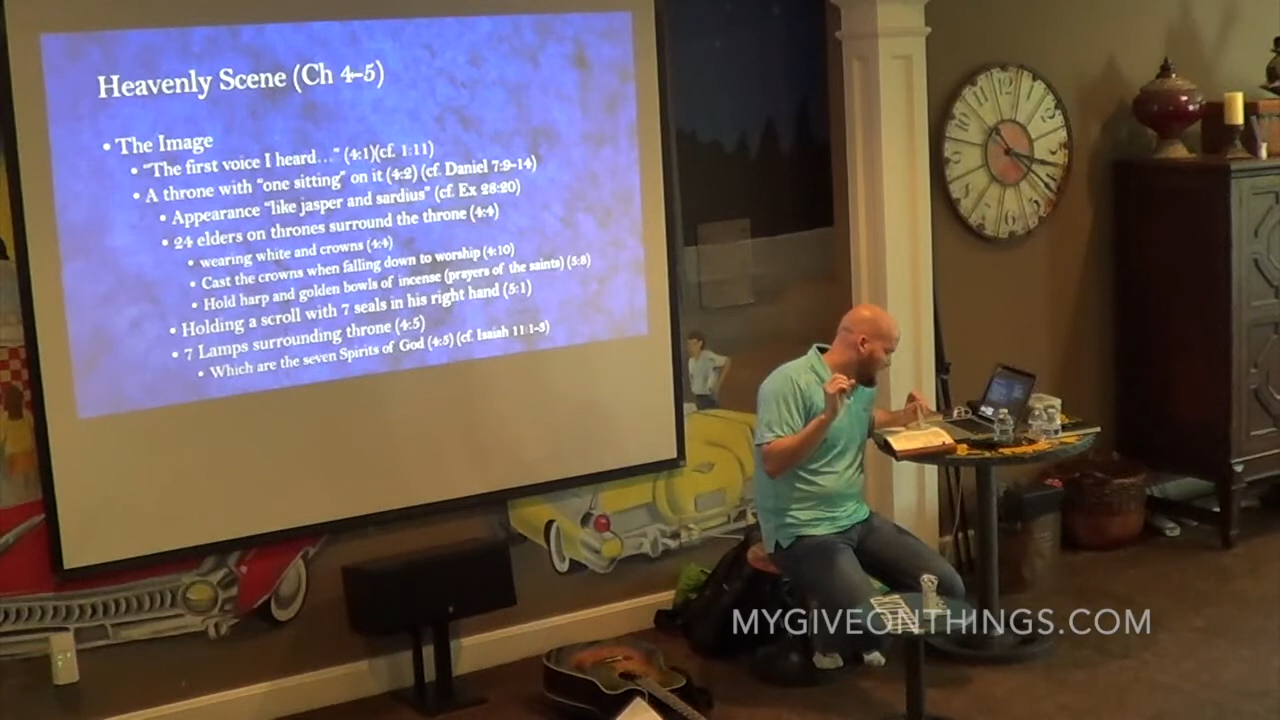 Heavenly Scene (Ch 4-5)
• The Image
• "The first voice I heard…" (4:1)(cf. 1:11)
• A throne with "one sitting" on it (4:2) (cf. Daniel 7:9-14)
• Appearance "like jasper and sardius" (cf. Ex 28:20)
• 24 elders on thrones surround the throne (4:4)
• wearing white and crowns (4:4)
• Cast the crowns when falling down to worship (4:10)
• Hold harp and golden bowls of incense (prayers of the saints) (5:8)
• Holding a scroll with 7 seals in his right hand (5:1)
• 7 Lamps surrounding throne (4:5)
• Which are the seven Spirits of God (4:5) (cf. Isaiah 11:1-3)
MYGIVEONTHINGS.COM